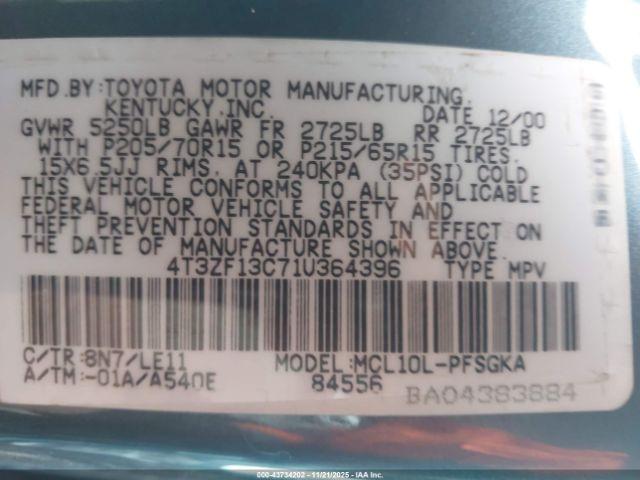 MFD.BY:TOYOTA MOTOR MANUFACTURING,
KENTUCKY,INC. DATE 12/00
GVWR 5250LB GAWR FR 2725LB RR 2725LB
WITH P205/70R15 OR P215/65R15 TIRES.
15X6.5JJ RIMS. AT 240KPA (35PSI) COLD
THIS VEHICLE CONFORMS TO ALL APPLICABLE
FEDERAL MOTOR VEHICLE SAFETY AND
THEFT PREVENTION STANDARDS IN EFFECT ON
THE DATE OF MANUFACTURE SHOWN ABOVE.
4T3ZF13C71U364396 TYPE MPV
C/TR:8N7/LE11 MODEL:MCL10L-PFSGKA
A/TM:-01A/A540E 84556
BA04383884
000-43734202 - 11/21/2025 - IAA Inc.